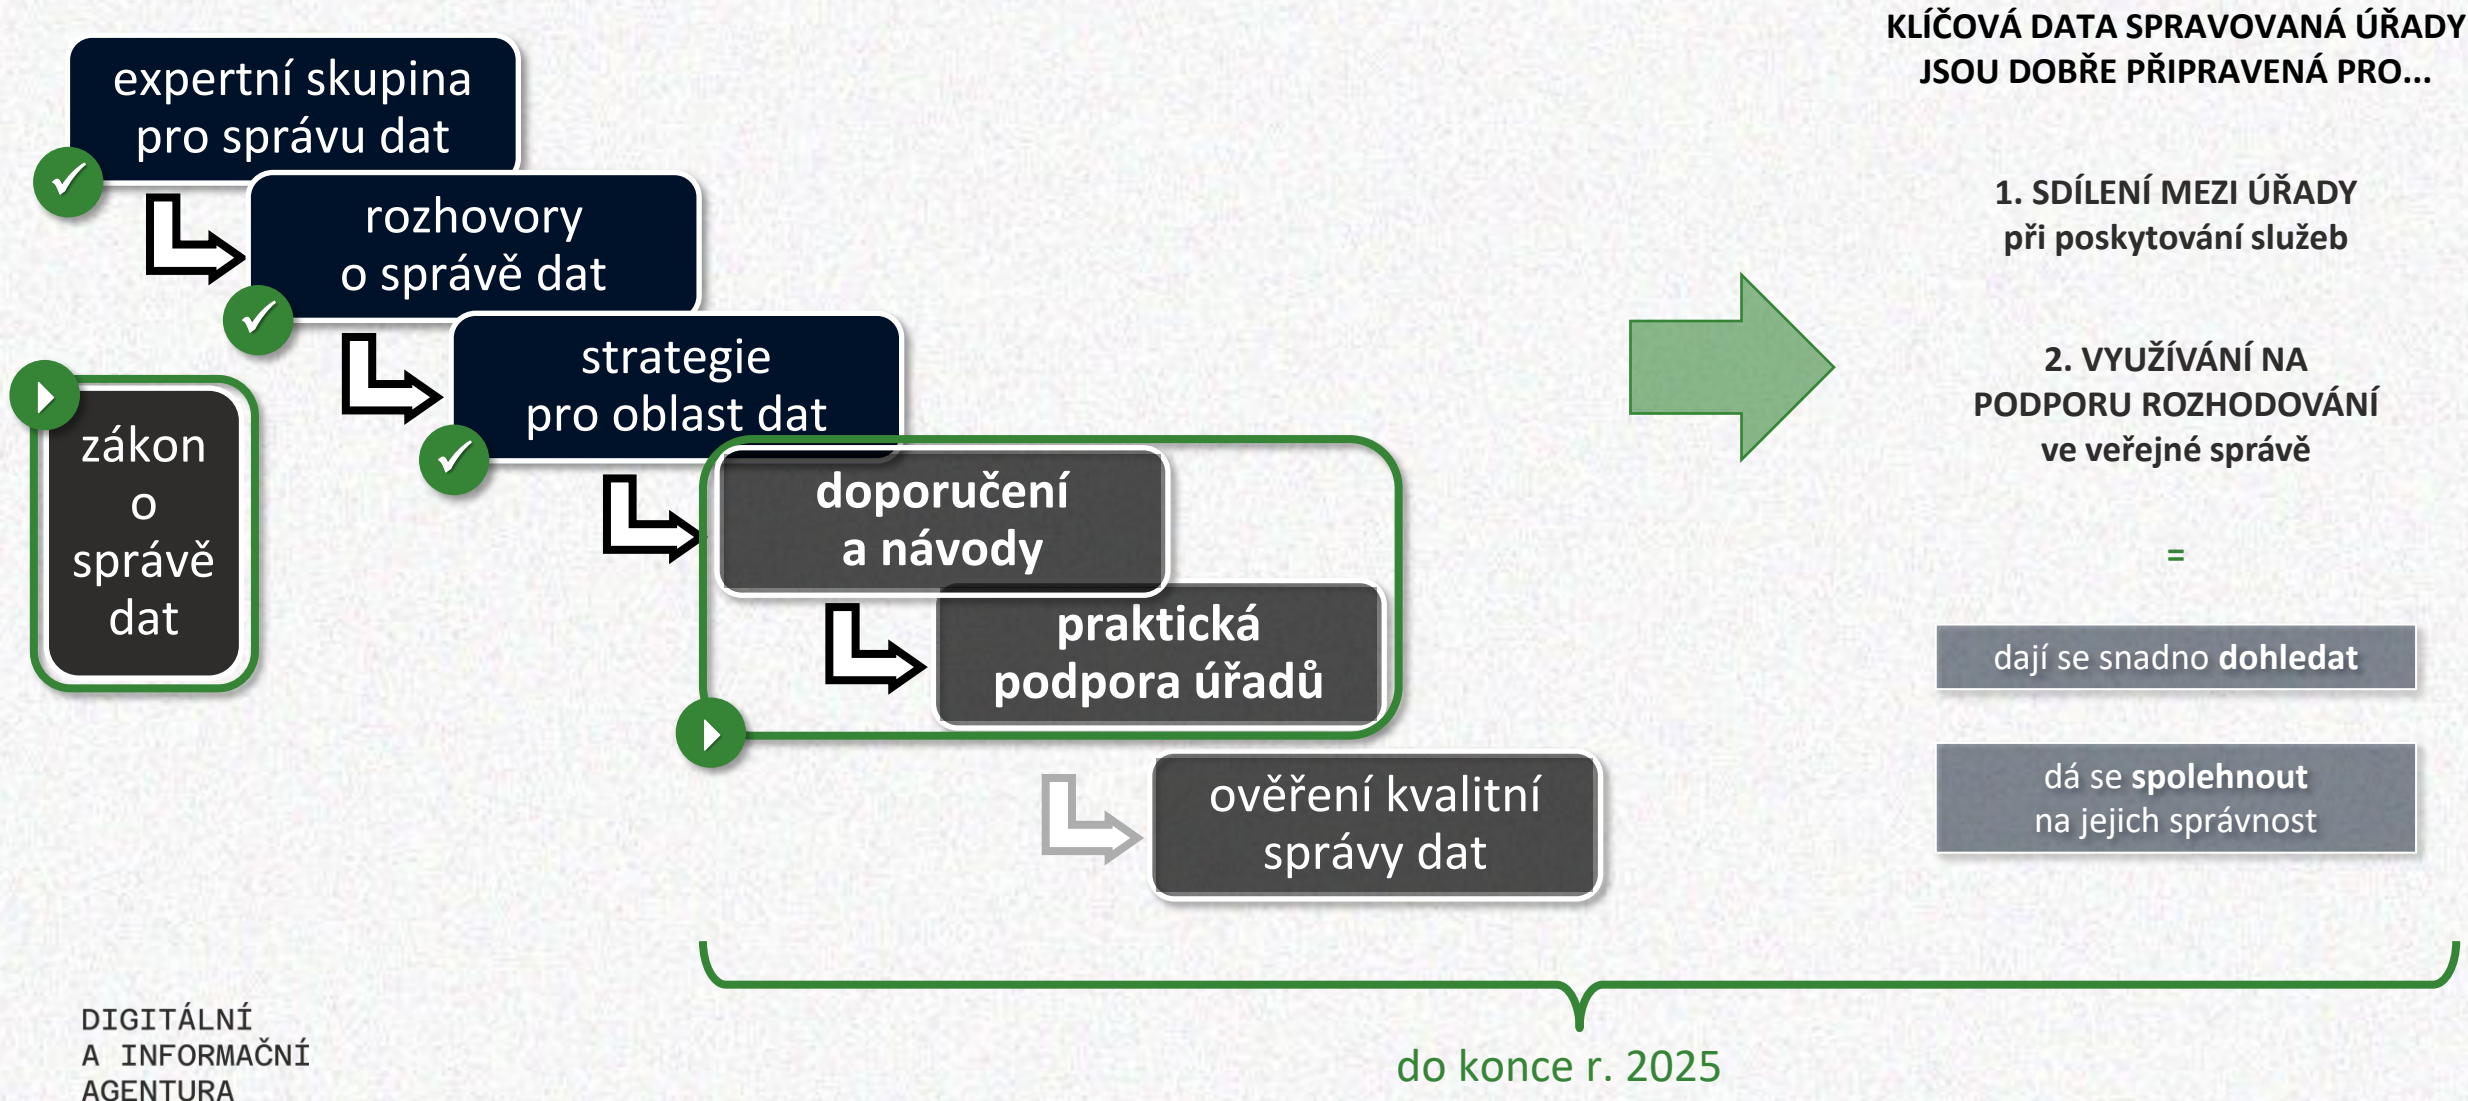 expertní skupina
pro správu dat
rozhovory
o správě dat
strategie
pro oblast dat
doporučení
a návody
praktická
podpora úřadů
ověření kvalitní
správy dat
zákon
o
správě
dat
KLÍČOVÁ DATA SPRAVOVANÁ ÚŘADY
JSOU DOBŘE PŘIPRAVENÁ PRO...
1. SDÍLENÍ MEZI ÚŘADY
při poskytování služeb
2. VYUŽÍVÁNÍ NA
PODPORU ROZHODOVÁNÍ
ve veřejné správě
=
dají se snadno dohledat
dá se spolehnout
na jejich správnost
do konce r. 2025
DIGITÁLNÍ
A INFORMAČNÍ
AGENTURA